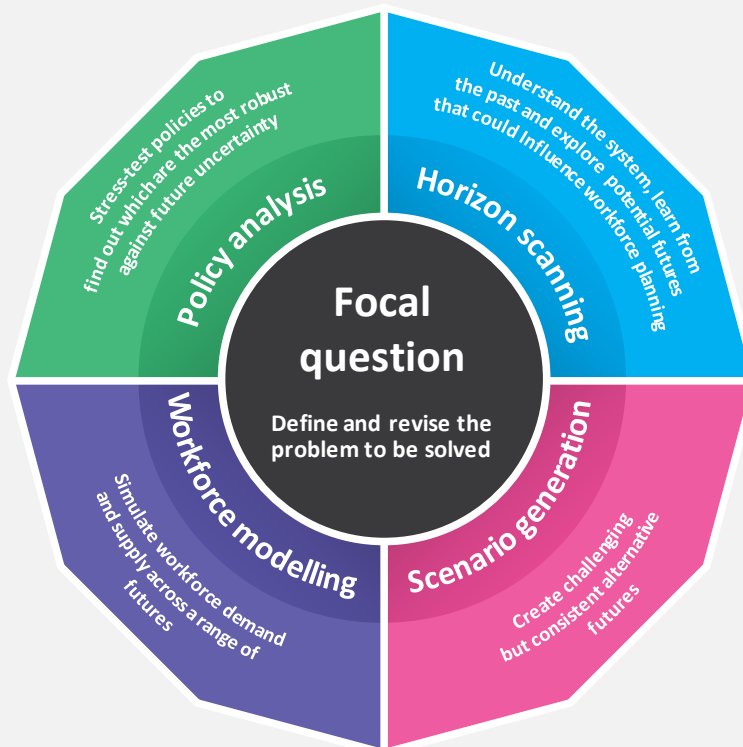 Focal
question
Define and revise the
problem to be solved
Horizon scanning
Understand the system, learn from
the past and explore potential futures
that could Influence workforce planning
Scenario generation
Create challenging
but consistent alternative
futures
Workforce modelling
Simulate workforce demand
and supply across a range of
futures
Policy analysis
Stress-test policies to
find out which are the most robust
against future uncertainty